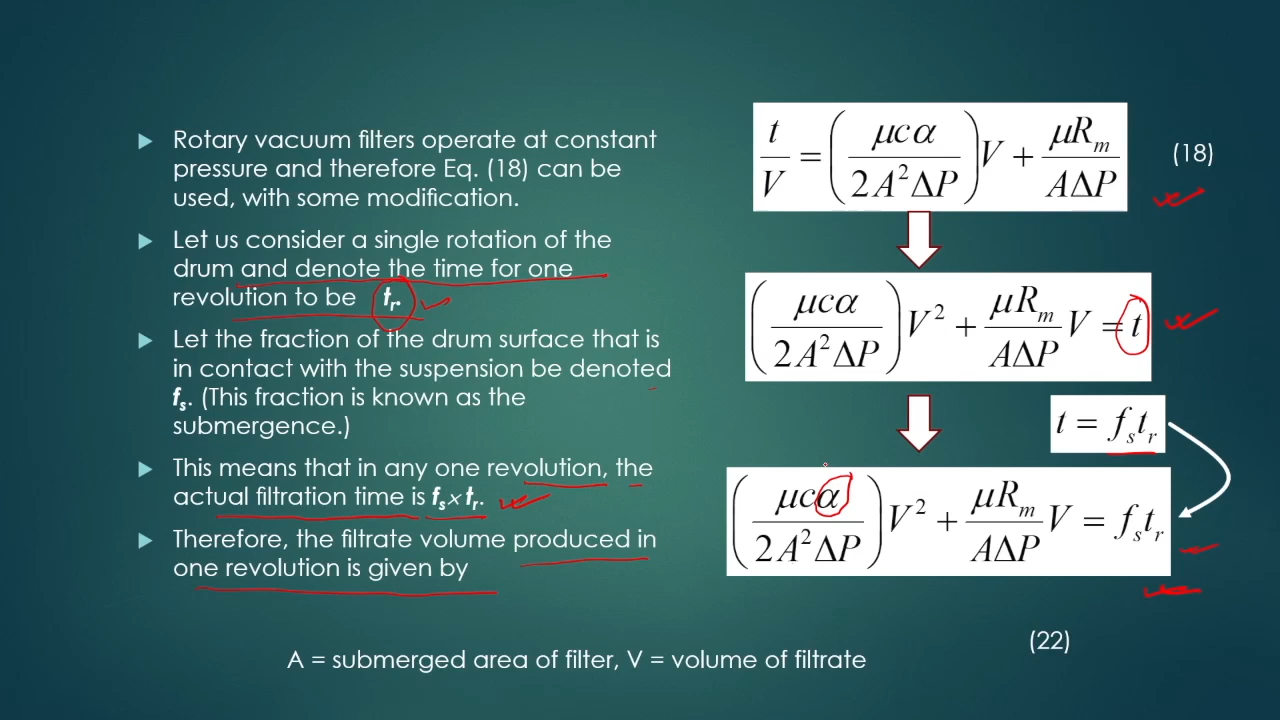 Rotary vacuum filters operate at constant
pressure and therefore Eq. (18) can be
used, with some modification.
Let us consider a single rotation of the
drum and denote the time for one
revolution to be tᵣ.
Let the fraction of the drum surface that is
in contact with the suspension be denoted
fₛ. (This fraction is known as the
submergence.)
This means that in any one revolution, the
actual filtration time is fₛ × tᵣ.
Therefore, the filtrate volume produced in
one revolution is given by
t/V = (μcα / 2A²ΔP) V + μRₘ / AΔP (18)
(μcα / 2A²ΔP) V² + (μRₘ / AΔP) V = t
t = fₛtᵣ
(μcα / 2A²ΔP) V² + (μRₘ / AΔP) V = fₛtᵣ
(22)
A = submerged area of filter, V = volume of filtrate